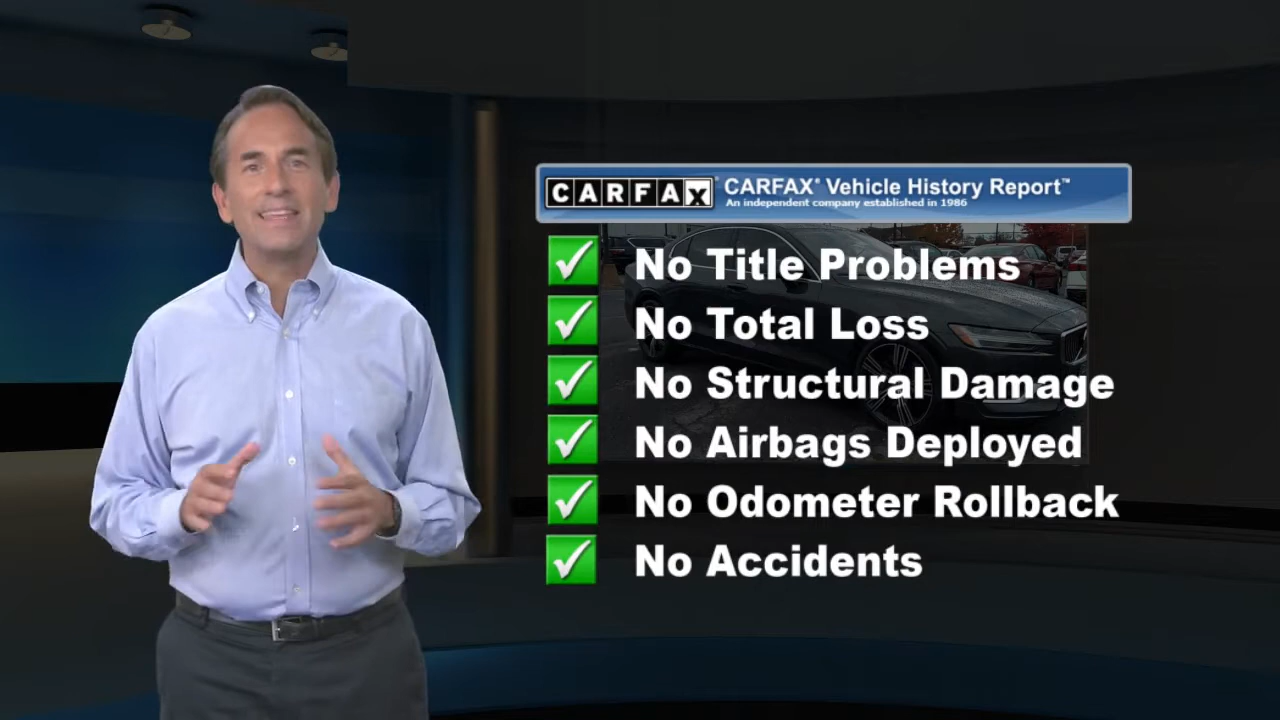 CARFAX® CARFAX® Vehicle History Report™
An independent company established in 1986
No Title Problems
No Total Loss
No Structural Damage
No Airbags Deployed
No Odometer Rollback
No Accidents